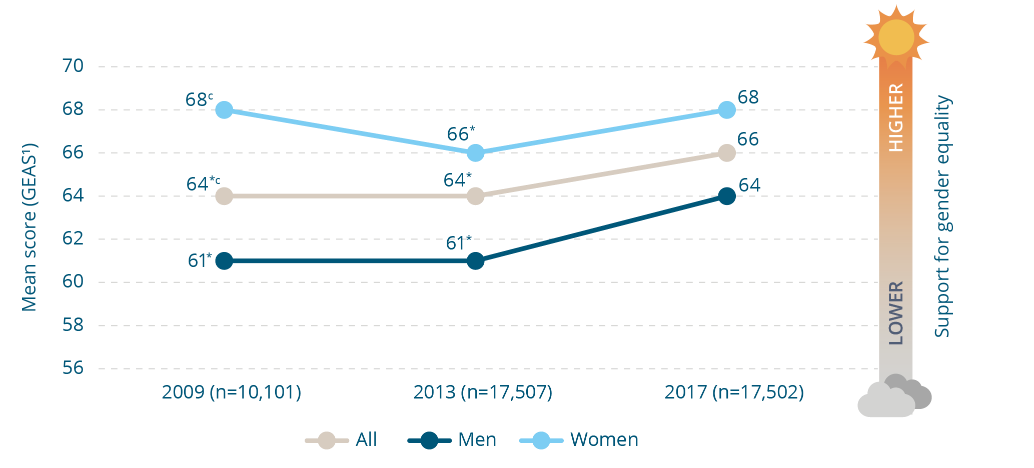 70
68
66
64
62
60
58
56
Mean score (GEAS¹)
68ᶜ
66*
68
64*ᶜ
64*
66
61*
61*
64
2009 (n=10,101)
2013 (n=17,507)
2017 (n=17,502)
All
Men
Women
HIGHER
LOWER
Support for gender equality